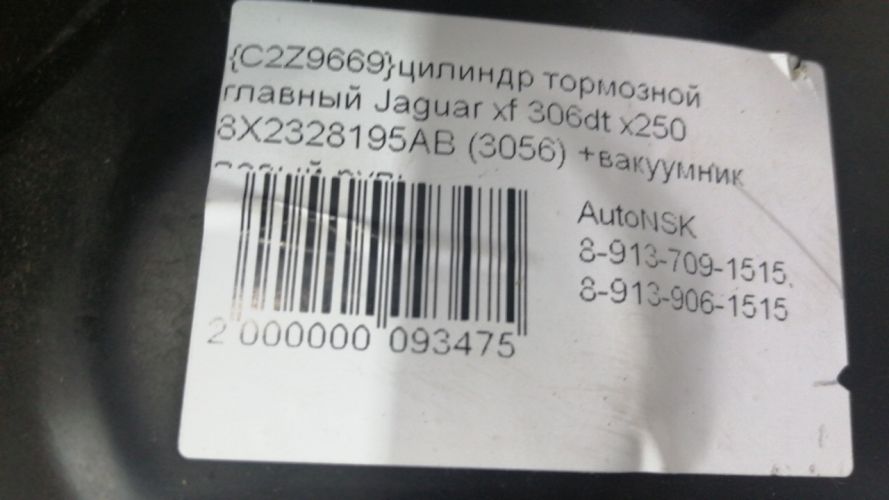 {C2Z9669}цилиндр тормозной
главный Jaguar xf 306dt x250
8X2328195AB (3056) +вакуумник
AutoNSK
8-913-709-1515,
8-913-906-1515
2 000000 093475